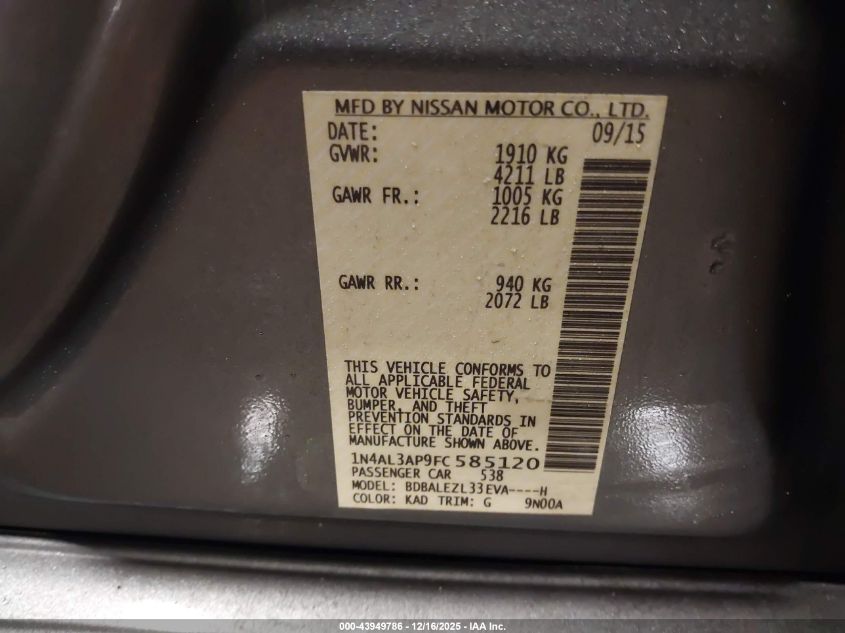 MFD BY NISSAN MOTOR CO., LTD.
DATE: 09/15
GVWR: 1910 KG
4211 LB
GAWR FR.: 1005 KG
2216 LB
GAWR RR.: 940 KG
2072 LB
THIS VEHICLE CONFORMS TO
ALL APPLICABLE FEDERAL
MOTOR VEHICLE SAFETY,
BUMPER, AND THEFT
PREVENTION STANDARDS IN
EFFECT ON THE DATE OF
MANUFACTURE SHOWN ABOVE.
1N4AL3AP9FC585120
PASSENGER CAR 538
MODEL: BDBALEZL33EVA----H
COLOR: KAD TRIM: G 9N00A
000-43949786 - 12/16/2025 - IAA Inc.